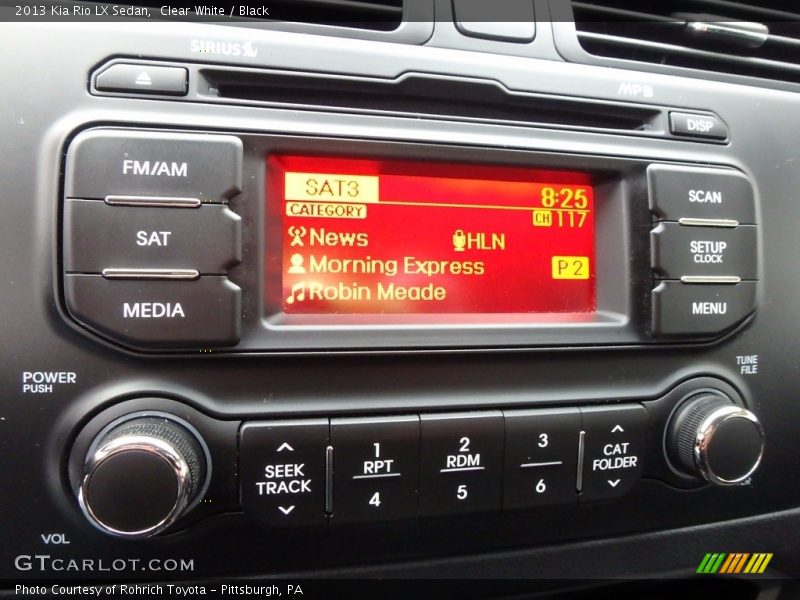 2013 Kia Rio LX Sedan, Clear White / Black
SIRIUS
MP3
DISP
FM/AM
SAT
MEDIA
SAT3
8:25
CATEGORY
CH 117
News HLN
Morning Express
P2
Robin Meade
SCAN
SETUP
CLOCK
MENU
POWER
PUSH
TUNE
FILE
SEEK
TRACK
1
RPT
4
2
RDM
5
3
6
CAT
FOLDER
VOL
GTCARLOT.COM
Photo Courtesy of Rohrich Toyota - Pittsburgh, PA